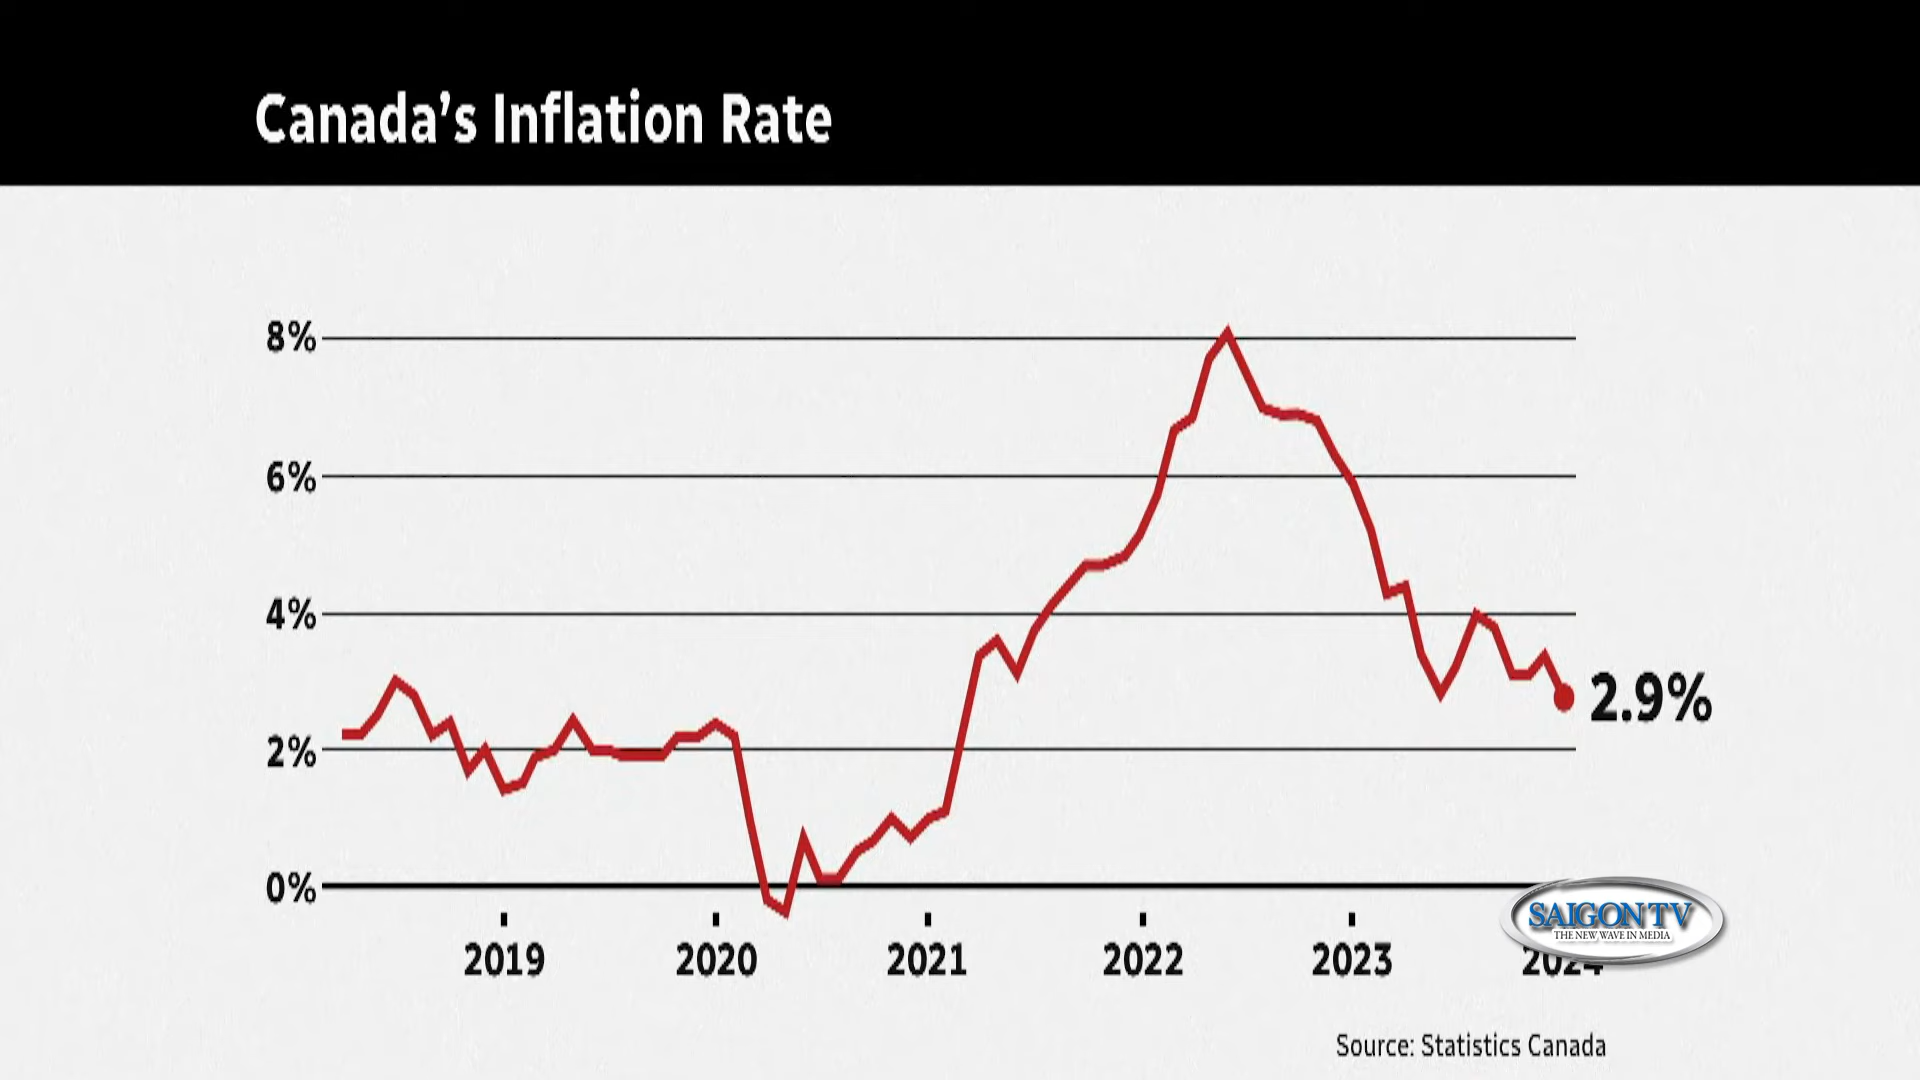 Canada's Inflation Rate
8%
6%
4%
2.9%
2%
0%
SAIGON TV
THE NEW WAVE IN MEDIA
2019 2020 2021 2022 2023 2024
Source: Statistics Canada